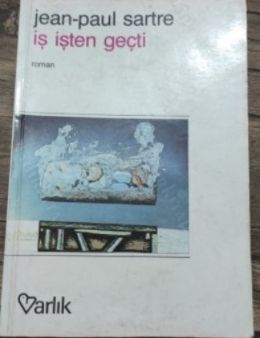 jean-paul sartre
iş işten geçti
roman
Varlık